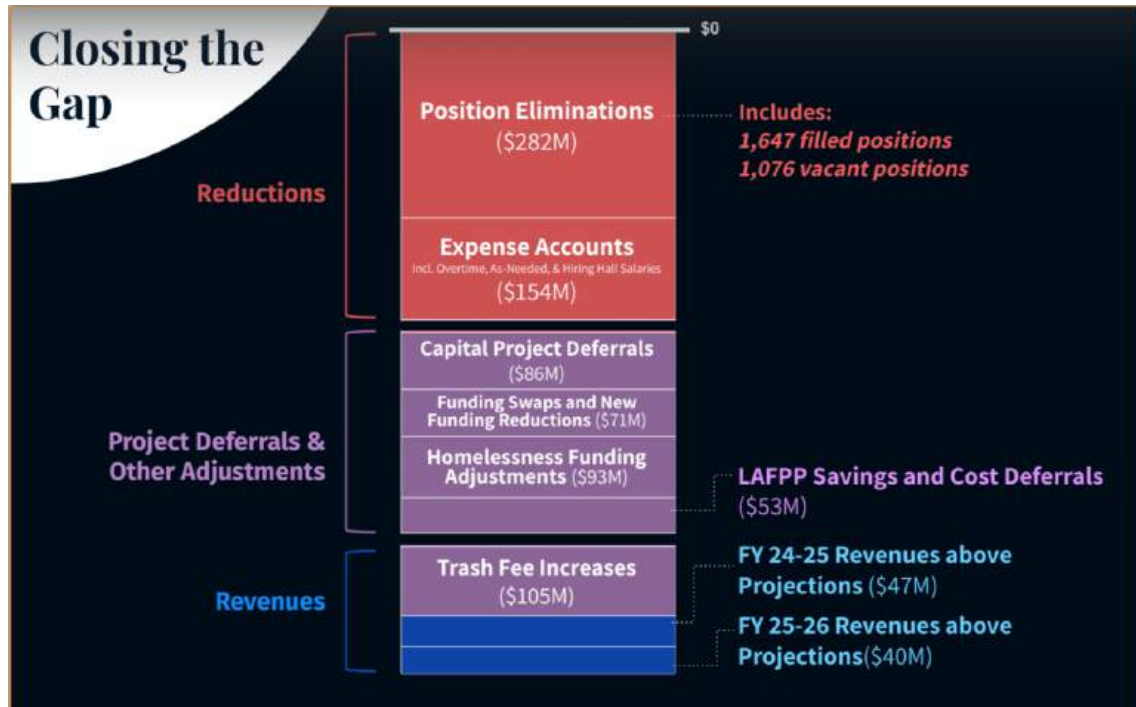 Closing the
Gap
$0
Reductions
Position Eliminations
($282M)
Includes:
1,647 filled positions
1,076 vacant positions
Expense Accounts
Incl. Overtime, As-Needed, & Hiring Hall Salaries
($154M)
Project Deferrals &
Other Adjustments
Capital Project Deferrals
($86M)
Funding Swaps and New
Funding Reductions ($71M)
Homelessness Funding
Adjustments ($93M)
LAFPP Savings and Cost Deferrals
($53M)
Revenues
Trash Fee Increases
($105M)
FY 24-25 Revenues above
Projections ($47M)
FY 25-26 Revenues above
Projections($40M)